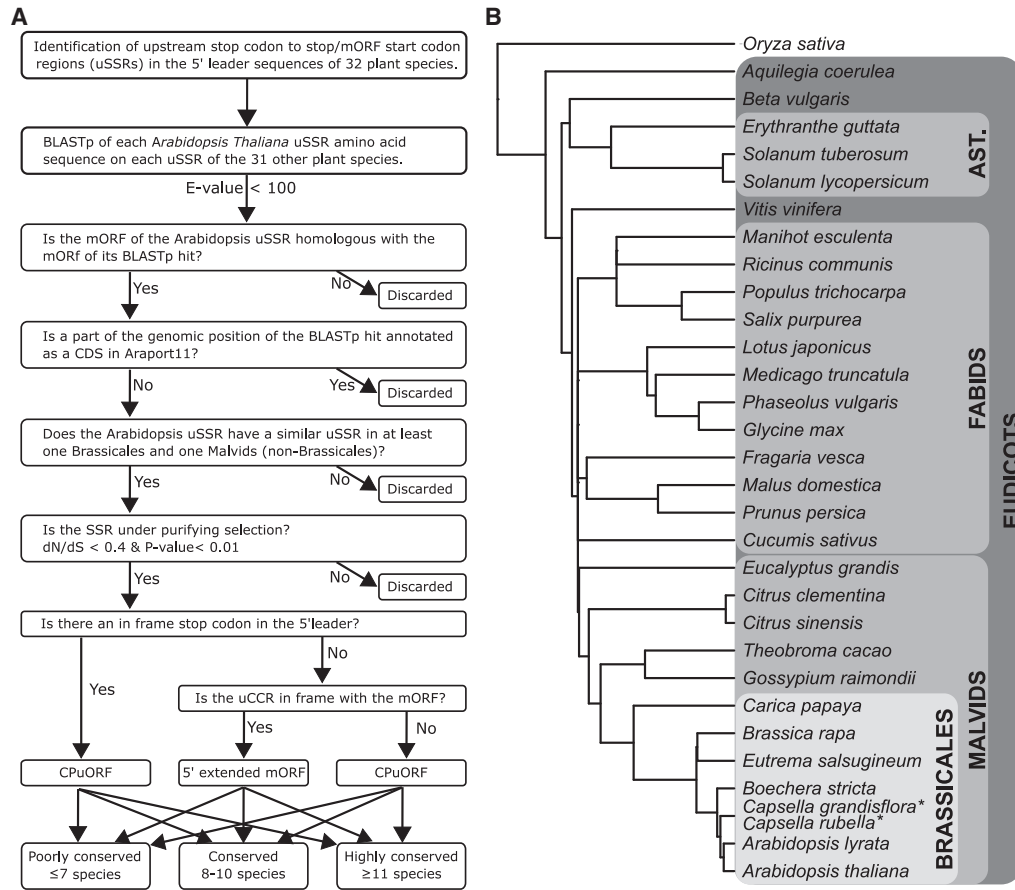 A
Identification of upstream stop codon to stop/mORF start codon
regions (uSSRs) in the 5' leader sequences of 32 plant species.
BLASTp of each Arabidopsis Thaliana uSSR amino acid
sequence on each uSSR of the 31 other plant species.
E-value < 100
Is the mORF of the Arabidopsis uSSR homologous with the
mORf of its BLASTp hit?
Yes
No
Discarded
Is a part of the genomic position of the BLASTp hit annotated
as a CDS in Araport11?
No
Yes
Discarded
Does the Arabidopsis uSSR have a similar uSSR in at least
one Brassicales and one Malvids (non-Brassicales)?
Yes
No
Discarded
Is the SSR under purifying selection?
dN/dS < 0.4 & P-value< 0.01
Yes
No
Discarded
Is there an in frame stop codon in the 5'leader?
Yes
No
Is the uCCR in frame with the mORF?
Yes
No
CPuORF
5' extended mORF
CPuORF
Poorly conserved
≤7 species
Conserved
8-10 species
Highly conserved
≥11 species
B
Oryza sativa
Aquilegia coerulea
Beta vulgaris
Erythranthe guttata
Solanum tuberosum
Solanum lycopersicum
Vitis vinifera
Manihot esculenta
Ricinus communis
Populus trichocarpa
Salix purpurea
Lotus japonicus
Medicago truncatula
Phaseolus vulgaris
Glycine max
Fragaria vesca
Malus domestica
Prunus persica
Cucumis sativus
Eucalyptus grandis
Citrus clementina
Citrus sinensis
Theobroma cacao
Gossypium raimondii
Carica papaya
Brassica rapa
Eutrema salsugineum
Boechera stricta
Capsella grandisflora*
Capsella rubella*
Arabidopsis lyrata
Arabidopsis thaliana
AST.
FABIDS
EUDICOTS
MALVIDS
BRASSICALES